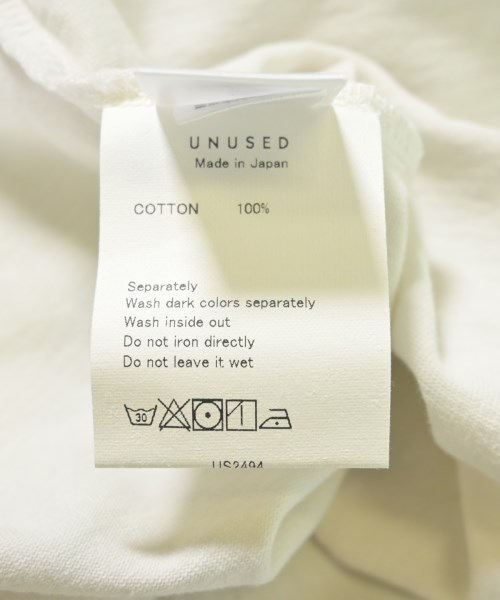 UNUSED
Made in Japan
COTTON 100%
Separately
Wash dark colors separately
Wash inside out
Do not iron directly
Do not leave it wet
30
US2494